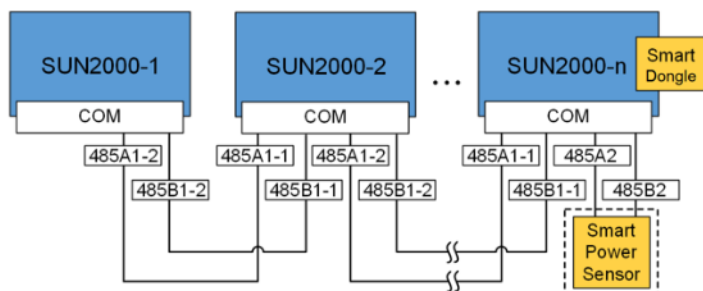 SUN2000-1
SUN2000-2
...
SUN2000-n
Smart
Dongle
COM
COM
COM
485A1-2
485A1-1
485A1-2
485A1-1
485A2
485B1-2
485B1-1
485B1-2
485B1-1
485B2
Smart
Power
Sensor